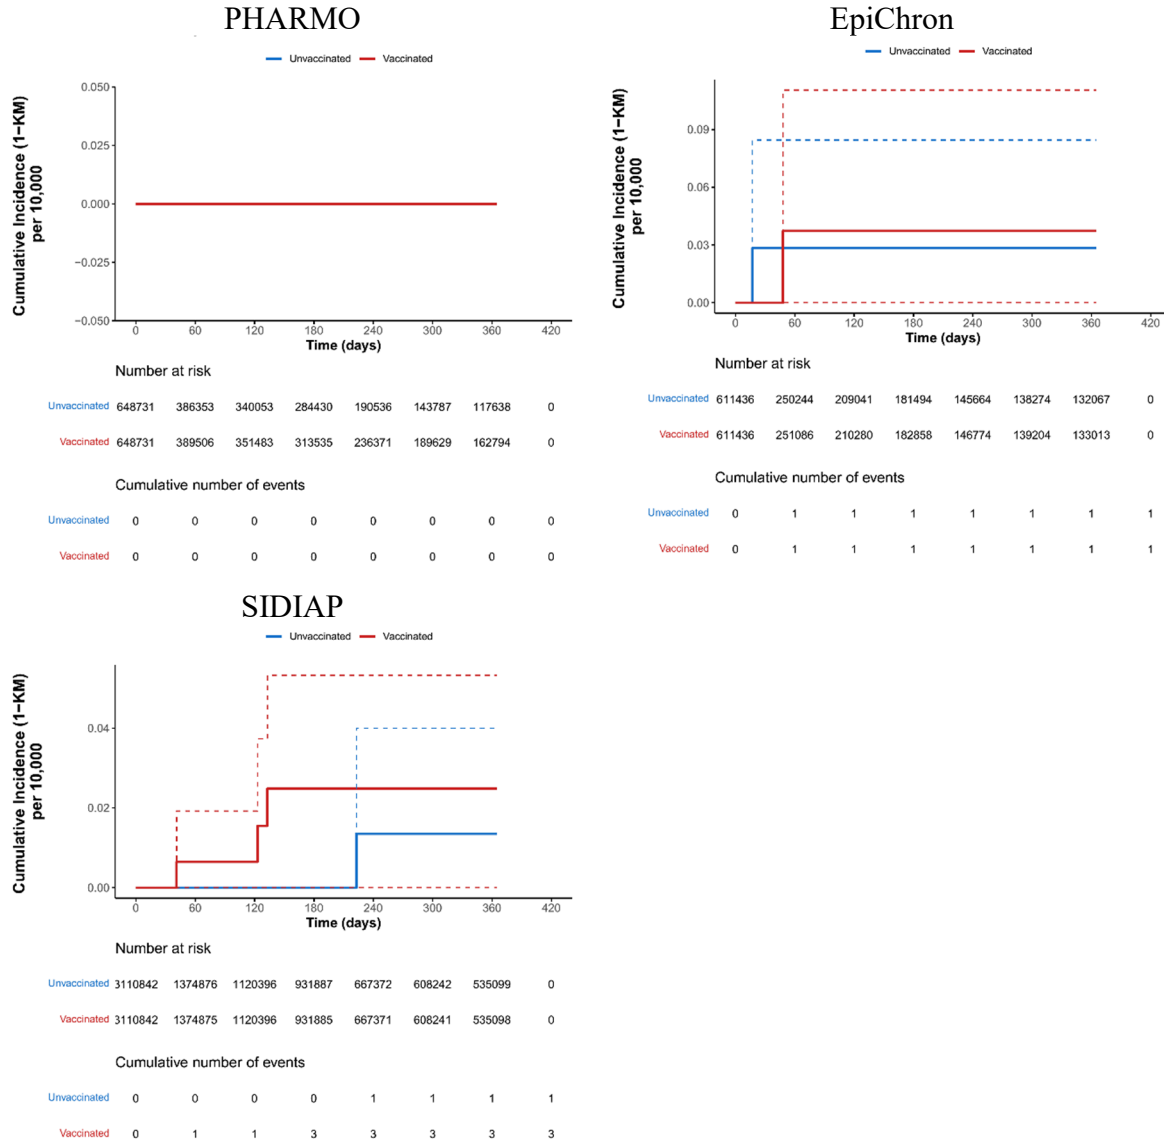 PHARMO
Unvaccinated Vaccinated
Cumulative Incidence (1−KM)
per 10,000
0.050
0.025
0.000
−0.025
−0.050
0 60 120 180 240 300 360 420
Time (days)
Number at risk
Unvaccinated 648731 386353 340053 284430 190536 143787 117638 0
Vaccinated 648731 389506 351483 313535 236371 189629 162794 0
Cumulative number of events
Unvaccinated 0 0 0 0 0 0 0 0
Vaccinated 0 0 0 0 0 0 0 0
EpiChron
Unvaccinated Vaccinated
Cumulative Incidence (1−KM)
per 10,000
0.09
0.06
0.03
0.00
0 60 120 180 240 300 360 420
Time (days)
Number at risk
Unvaccinated 611436 250244 209041 181494 145664 138274 132067 0
Vaccinated 611436 251086 210280 182858 146774 139204 133013 0
Cumulative number of events
Unvaccinated 0 1 1 1 1 1 1 1
Vaccinated 0 1 1 1 1 1 1 1
SIDIAP
Unvaccinated Vaccinated
Cumulative Incidence (1−KM)
per 10,000
0.04
0.02
0.00
0 60 120 180 240 300 360 420
Time (days)
Number at risk
Unvaccinated 3110842 1374876 1120396 931887 667372 608242 535099 0
Vaccinated 3110842 1374875 1120396 931885 667371 608241 535098 0
Cumulative number of events
Unvaccinated 0 0 0 0 1 1 1 1
Vaccinated 0 1 1 3 3 3 3 3